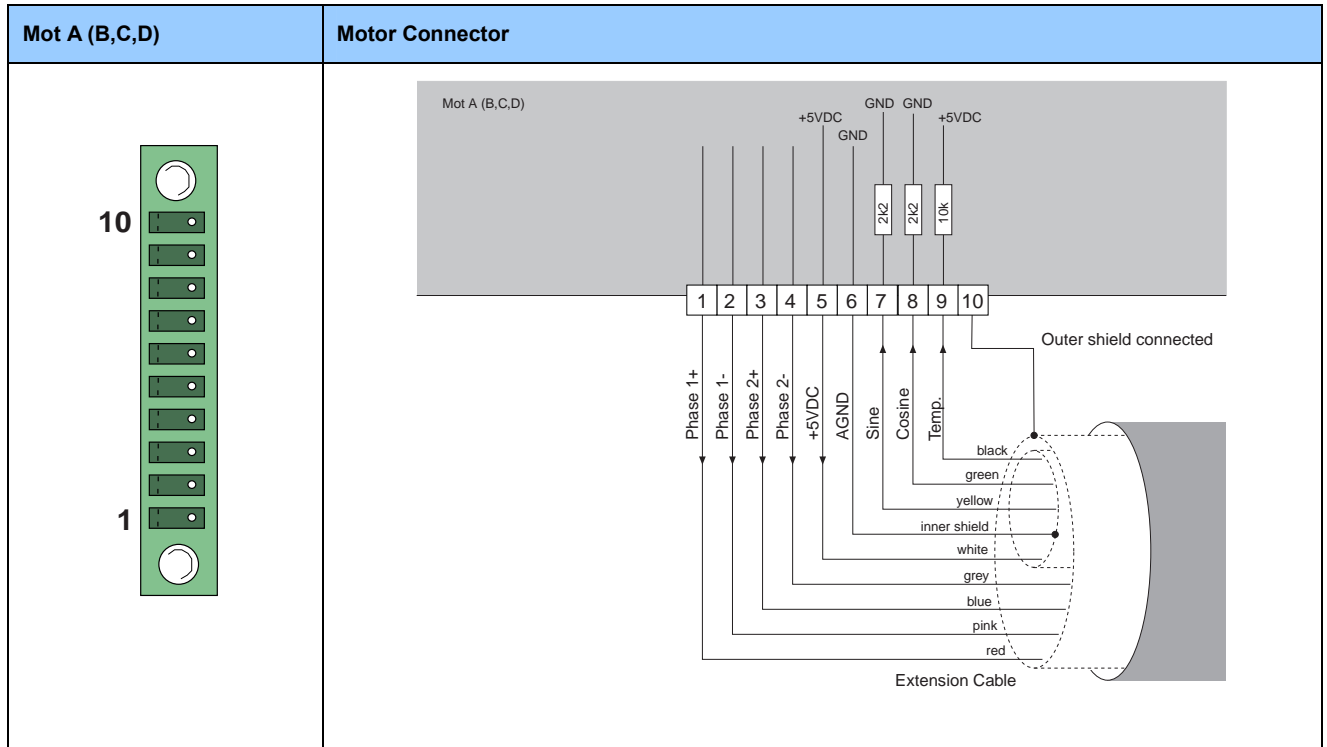 Mot A (B,C,D)
Motor Connector
10
1
Mot A (B,C,D)
+5VDC
GND
GND
GND
+5VDC
2k2
2k2
10k
1 2 3 4 5 6 7 8 9 10
Outer shield connected
Phase 1+
Phase 1-
Phase 2+
Phase 2-
+5VDC
AGND
Sine
Cosine
Temp.
black
green
yellow
inner shield
white
grey
blue
pink
red
Extension Cable